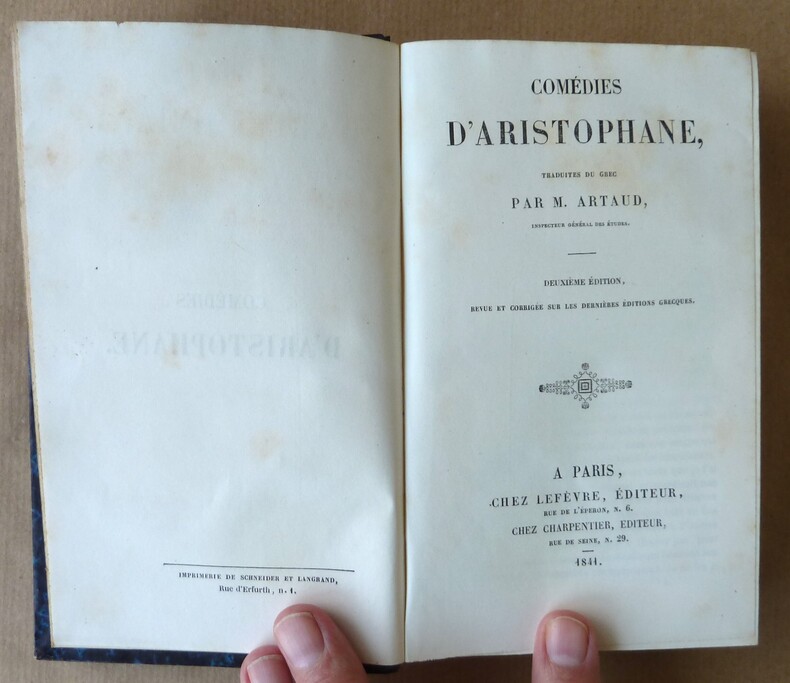 IMPRIMERIE DE SCHNEIDER ET LANGRAND,
Rue d'Erfurth, n. 1.
COMÉDIES
D'ARISTOPHANE,
TRADUITES DU GREC
PAR M. ARTAUD,
INSPECTEUR GÉNÉRAL DES ÉTUDES.
DEUXIÈME ÉDITION,
REVUE ET CORRIGÉE SUR LES DERNIÈRES ÉDITIONS GRECQUES.
A PARIS,
CHEZ LEFÈVRE, ÉDITEUR,
RUE DE L'ÉPERON, N. 6.
CHEZ CHARPENTIER, EDITEUR,
RUE DE SEINE, N. 29.
1841.